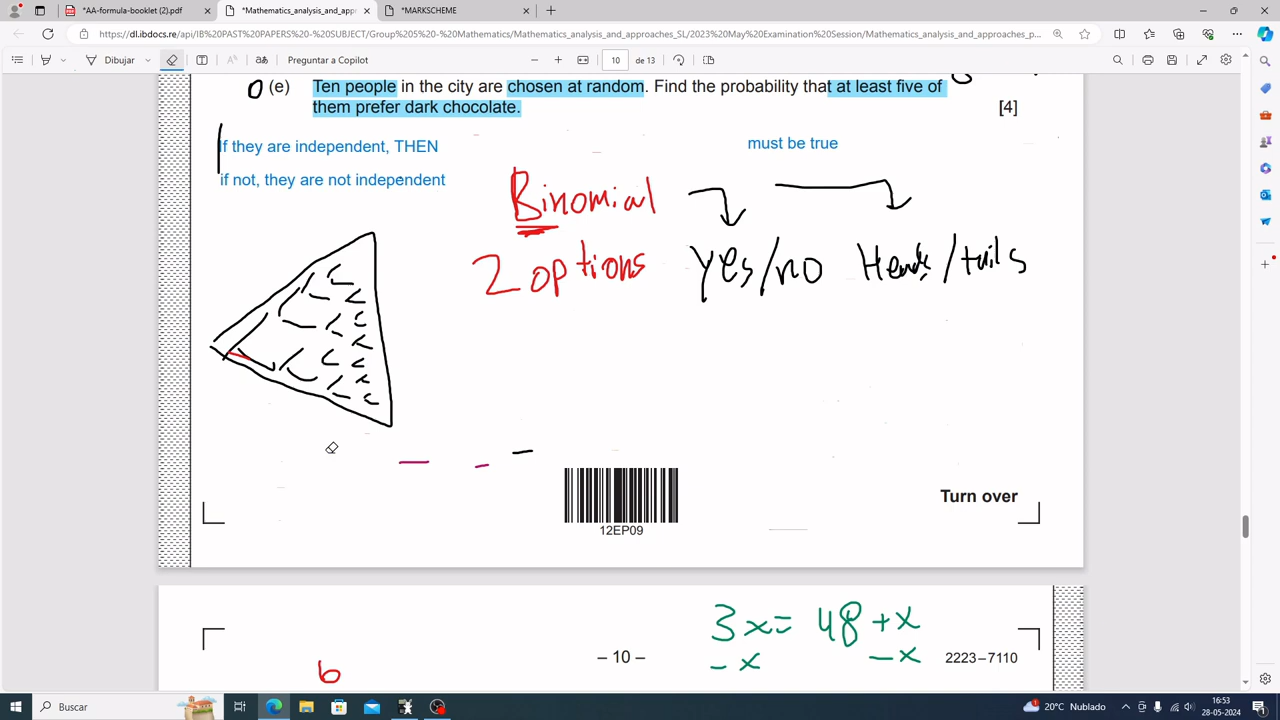 *AA-formula-booklet (2).pdf
*Mathematics_analysis_and_app
*MARKSCHEME
https://dl.ibdocs.re/api/IB%20PAST%20PAPERS%20-%20SUBJECT/Group%205%20-%20Mathematics/Mathematics_analysis_and_approaches_SL/2023%20May%20Examination%20Session/Mathematics_analysis_and_approaches_p...
Dibujar
Preguntar a Copilot
10 de 13
(e) Ten people in the city are chosen at random. Find the probability that at least five of
them prefer dark chocolate.
[4]
If they are independent, THEN must be true
if not, they are not independent
Binomial
2 options yes/no Heads/tails
12EP09
Turn over
3x = 48 + x
– 10 –
2223–7110
- x - x
6
Buscar
20°C Nublado
16:53
28-05-2024